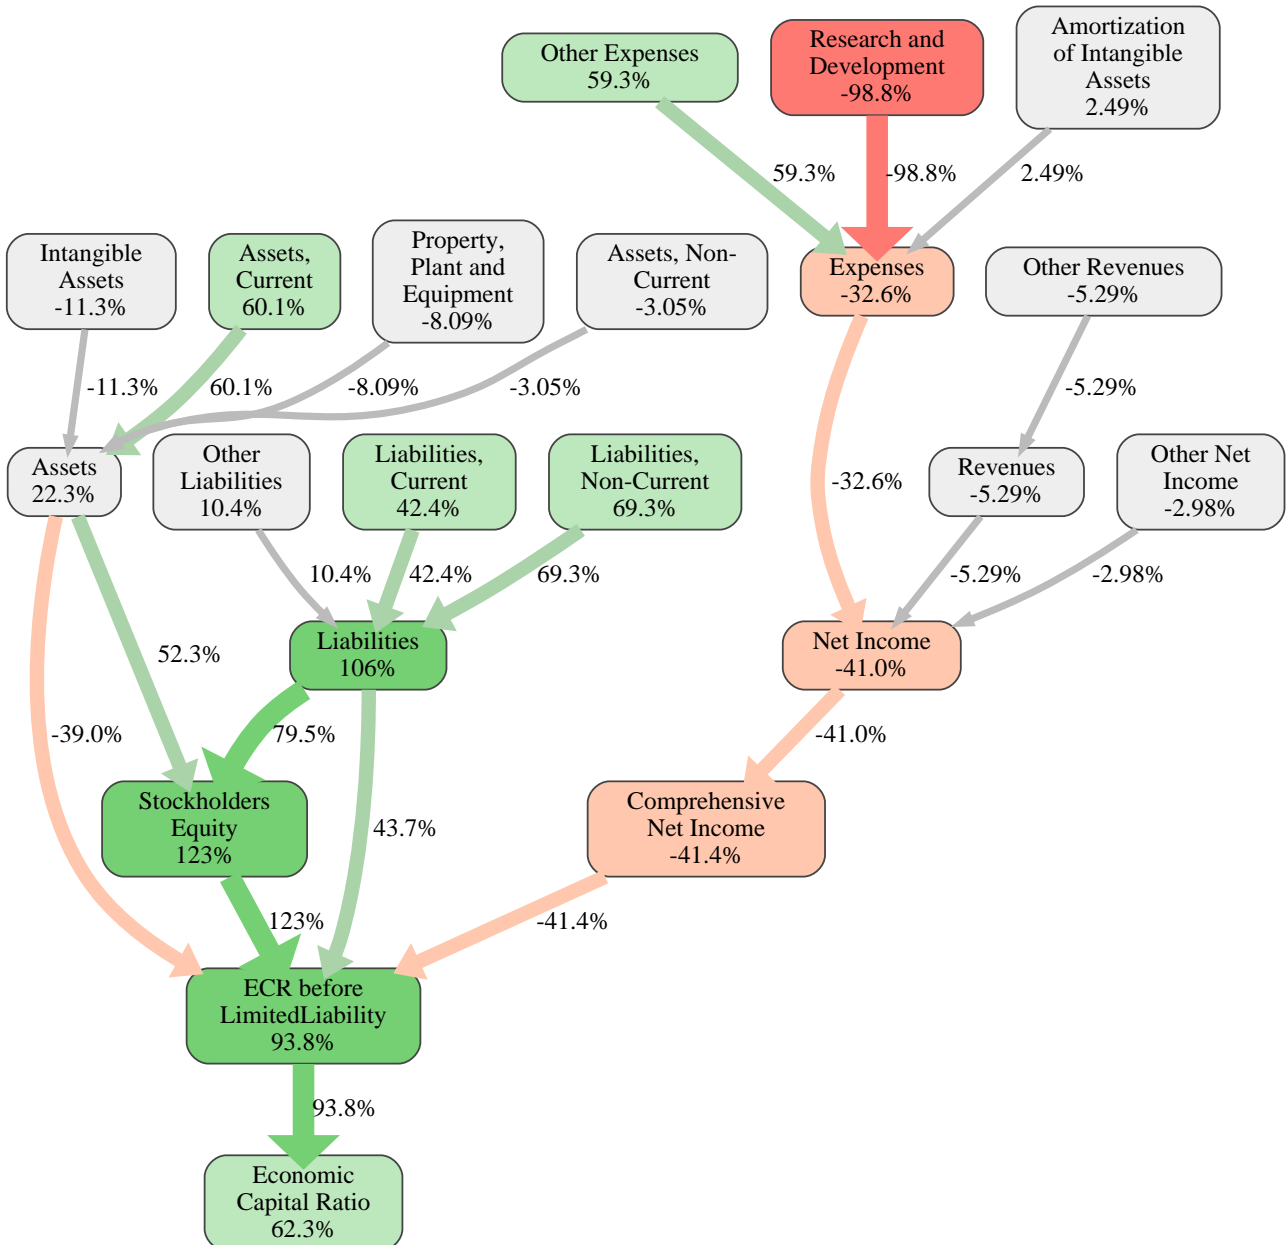 Other Expenses
59.3%
Research and
Development
-98.8%
Amortization
of Intangible
Assets
2.49%
59.3%
-98.8%
2.49%
Intangible
Assets
-11.3%
Assets,
Current
60.1%
Property,
Plant and
Equipment
-8.09%
Assets, Non-
Current
-3.05%
Expenses
-32.6%
Other Revenues
-5.29%
-11.3%
60.1%
-8.09%
-3.05%
-5.29%
Assets
22.3%
Other
Liabilities
10.4%
Liabilities,
Current
42.4%
Liabilities,
Non-Current
69.3%
-32.6%
Revenues
-5.29%
Other Net
Income
-2.98%
10.4%
42.4%
69.3%
-5.29%
-2.98%
52.3%
Liabilities
106%
Net Income
-41.0%
-39.0%
79.5%
-41.0%
Stockholders
Equity
123%
43.7%
Comprehensive
Net Income
-41.4%
123%
-41.4%
ECR before
LimitedLiability
93.8%
93.8%
Economic
Capital Ratio
62.3%